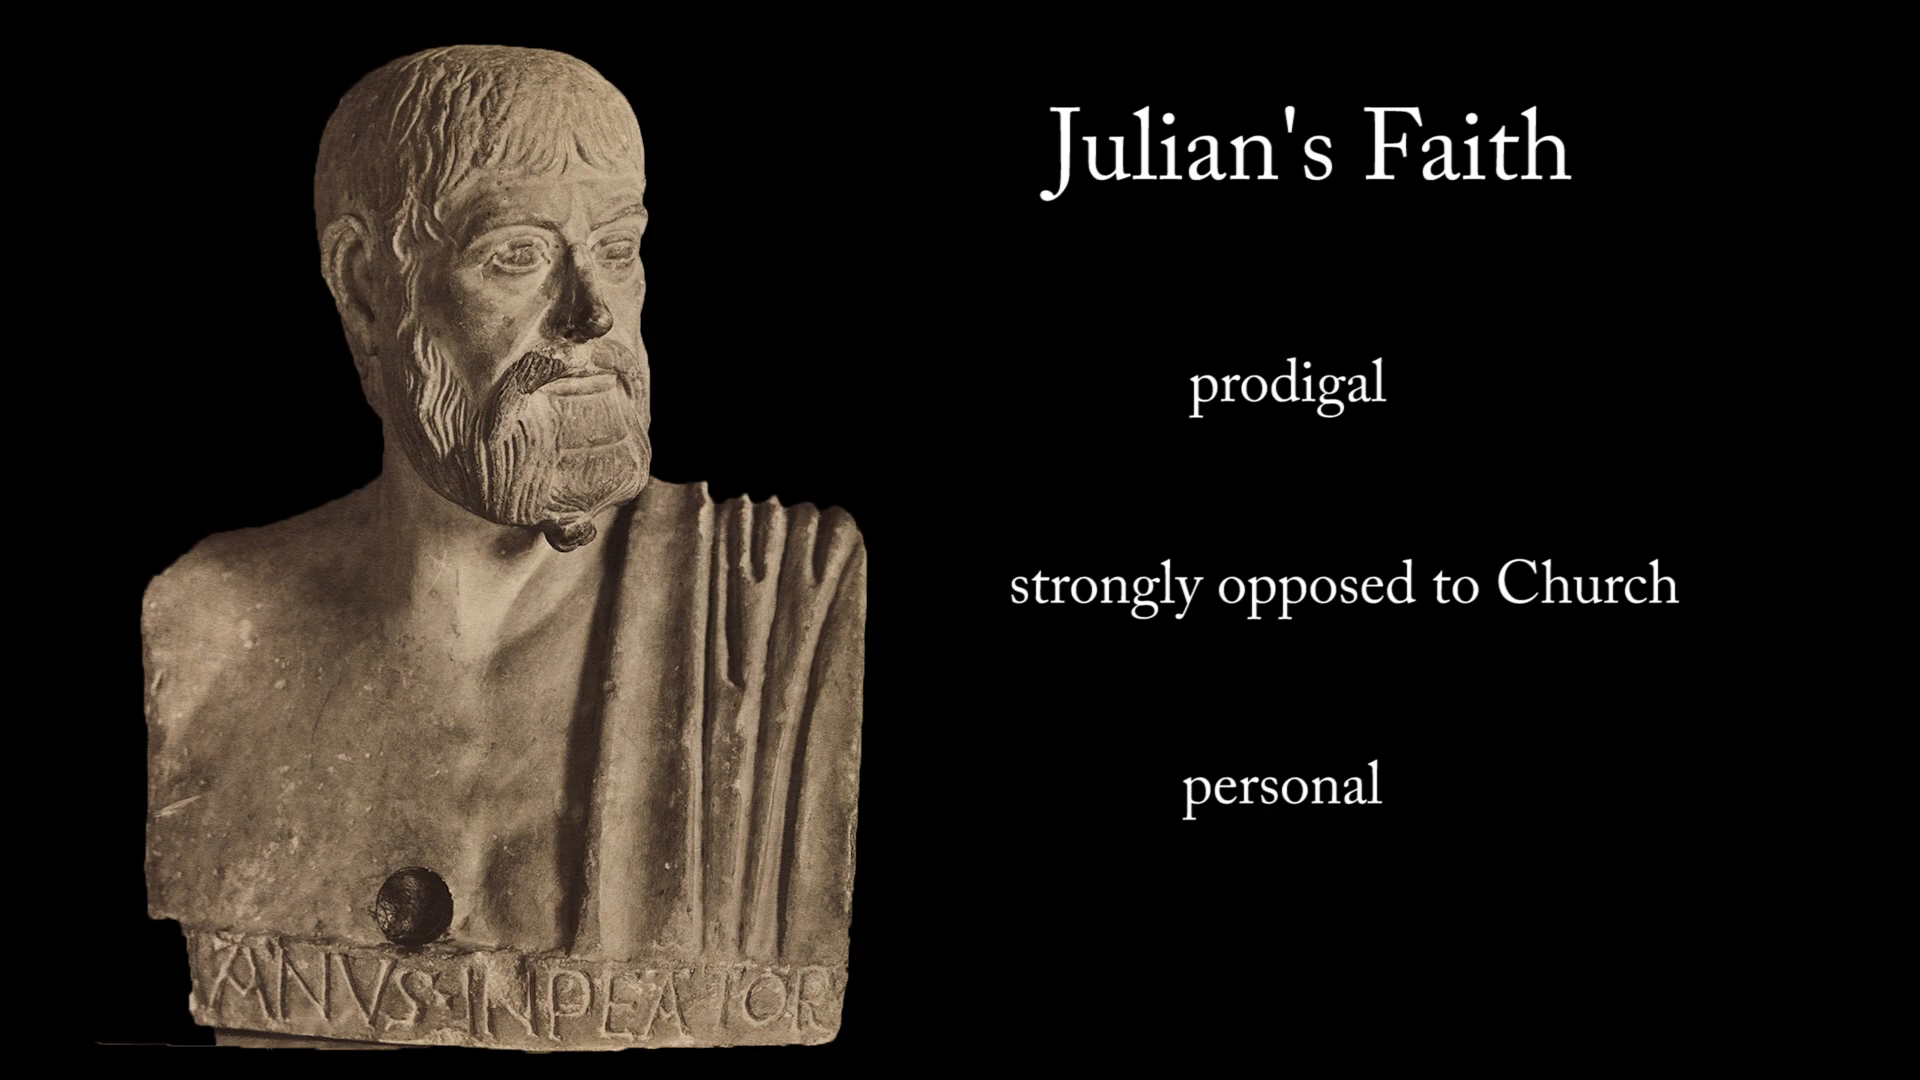 Julian's Faith
prodigal
strongly opposed to Church
personal
ANVS INPEATOR